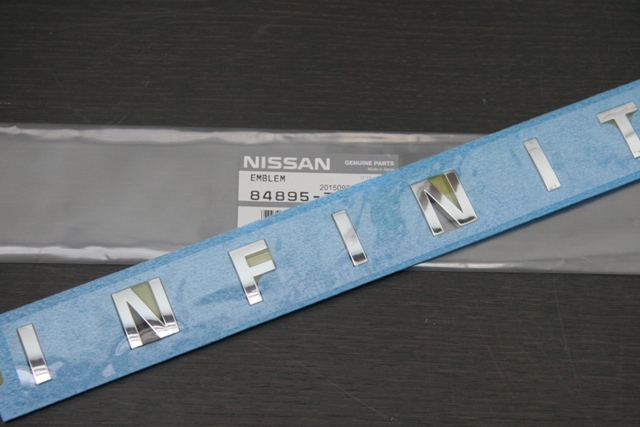 NISSAN GENUINE PARTS
EMBLEM
84895-
I N F I N I T